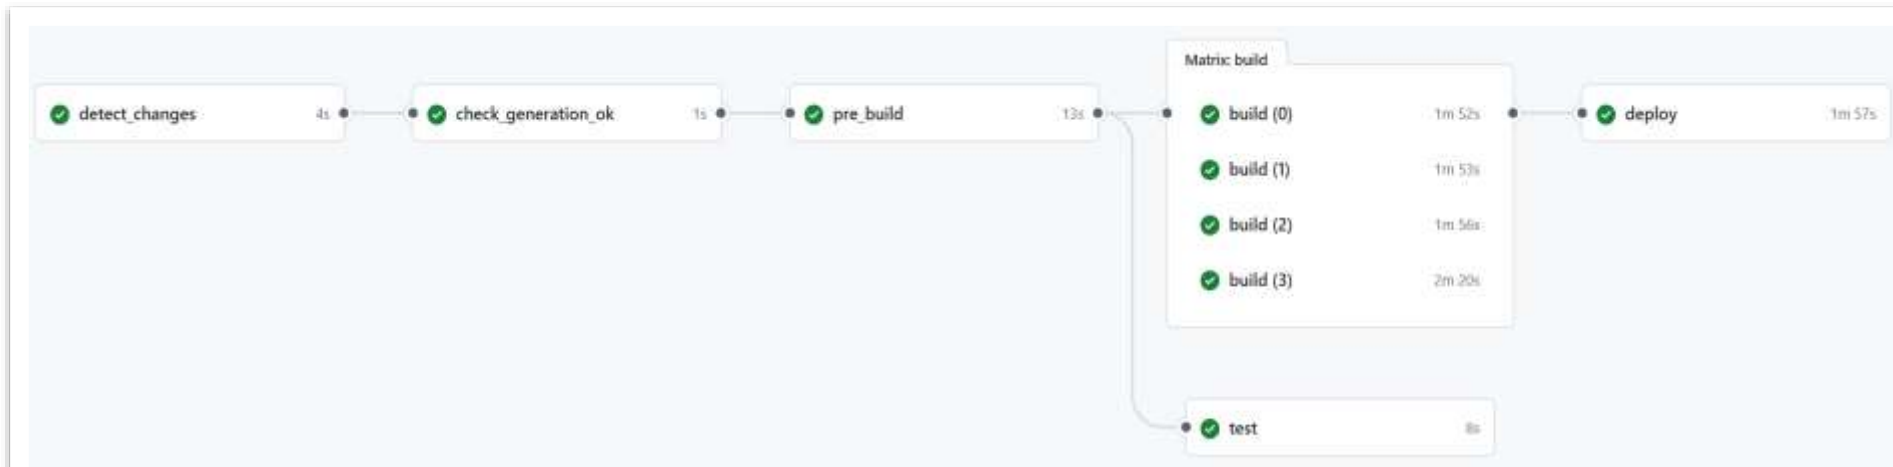 detect_changes 4s
check_generation_ok 1s
pre_build 13s
Matrix: build
build (0) 1m 52s
build (1) 1m 53s
build (2) 1m 56s
build (3) 2m 20s
deploy 1m 57s
test 8s